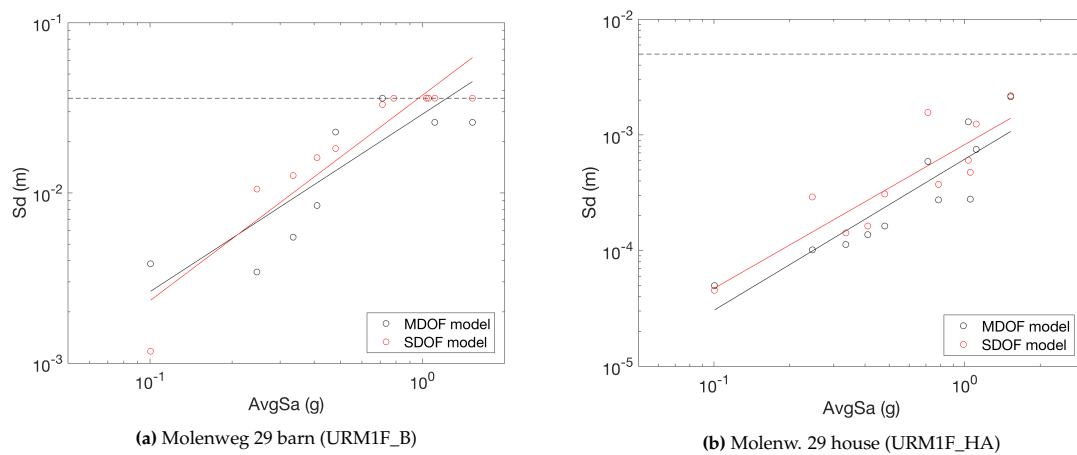 10^-1
10^-2
10^-3
Sd (m)
10^-1
10^0
AvgSa (g)
MDOF model
SDOF model
(a) Molenweg 29 barn (URM1F_B)
10^-2
10^-3
10^-4
10^-5
Sd (m)
10^-1
10^0
AvgSa (g)
MDOF model
SDOF model
(b) Molenw. 29 house (URM1F_HA)